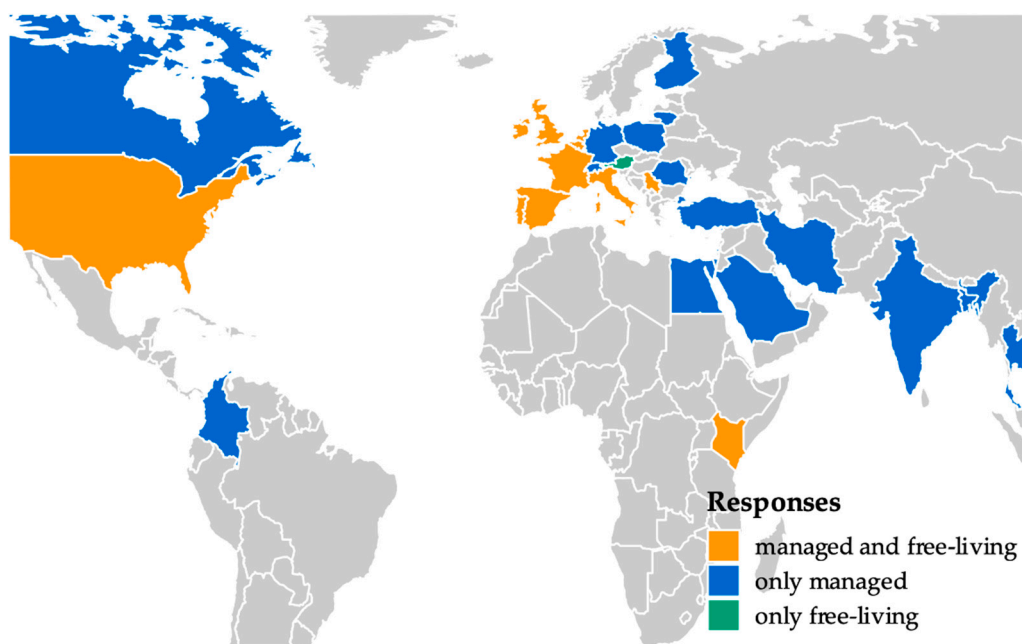 Responses
managed and free-living
only managed
only free-living